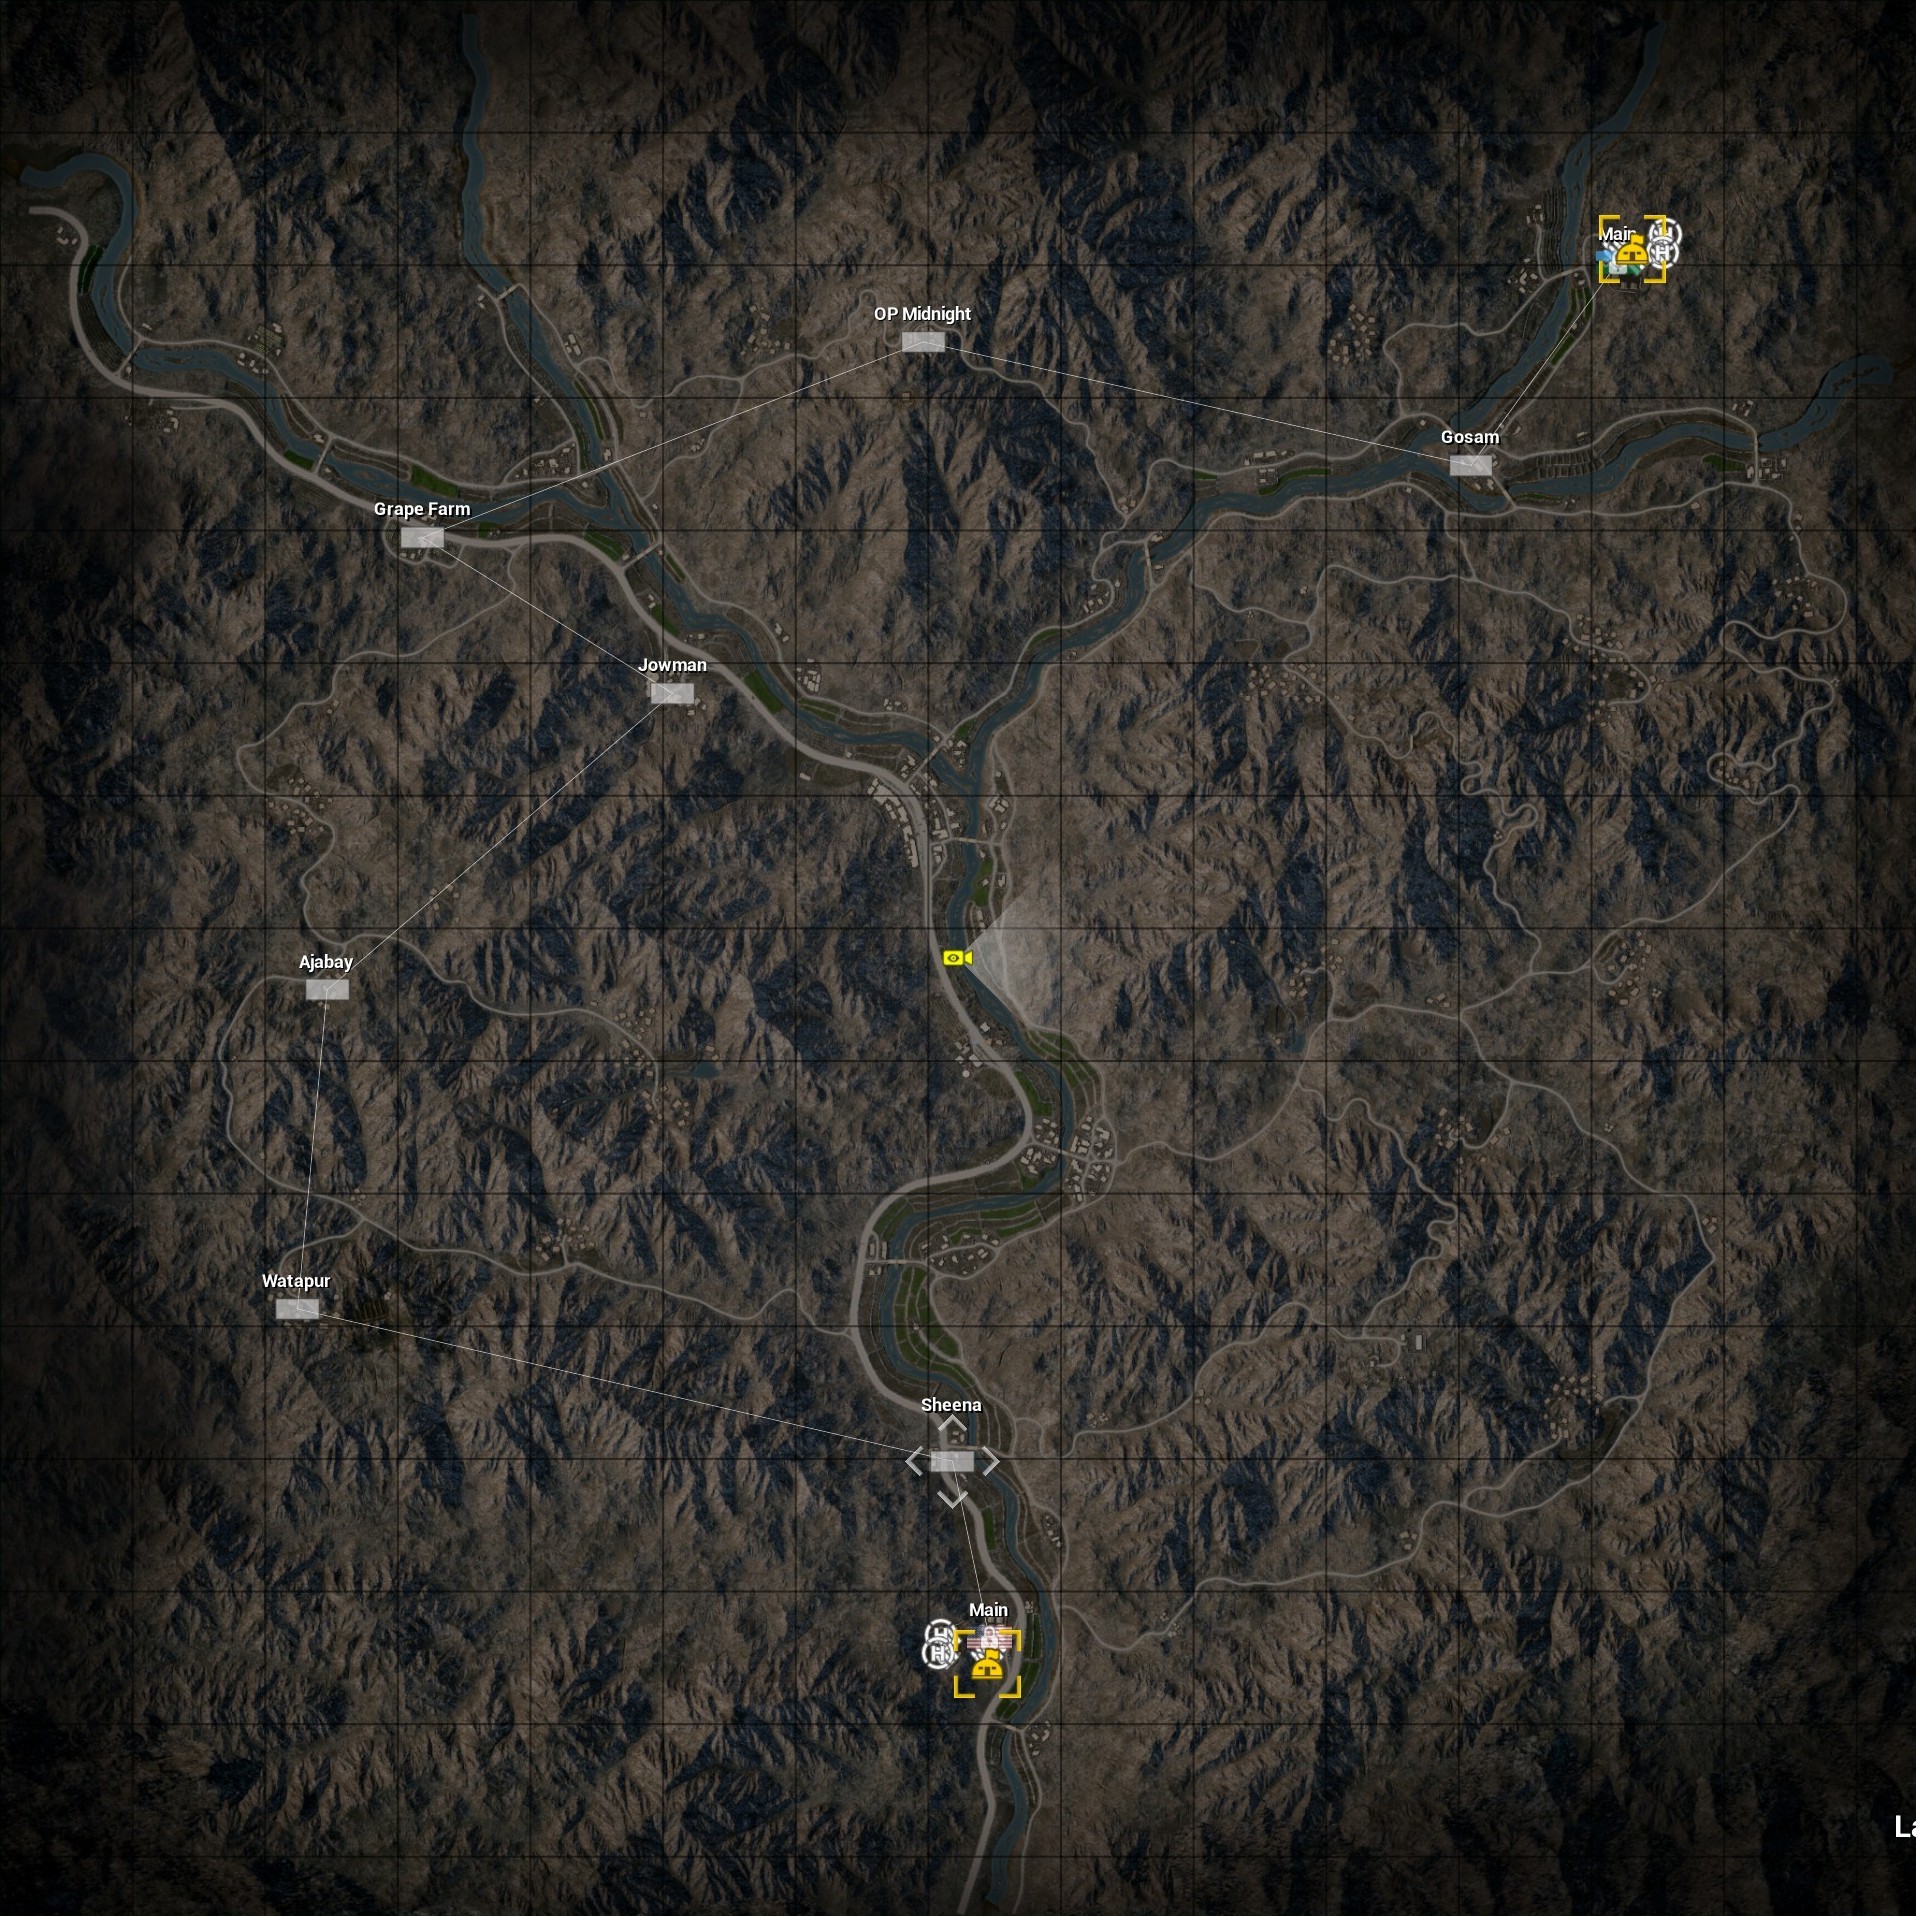 Main
OP Midnight
Gosam
Grape Farm
Jowman
Ajabay
Watapur
Sheena
Main